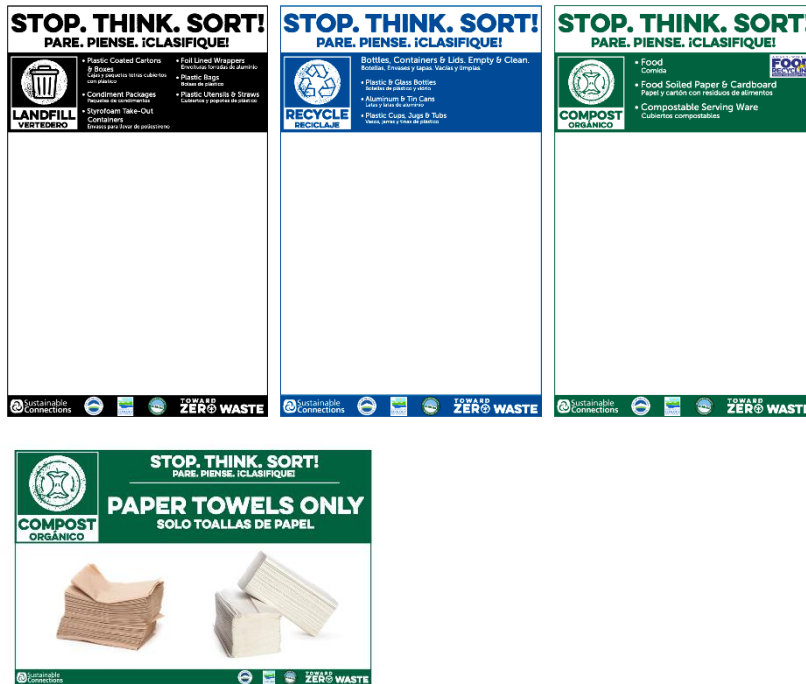 STOP. THINK. SORT!
PARE. PIENSE. ¡CLASIFIQUE!
LANDFILL
VERTEDERO
• Plastic Coated Cartons
& Boxes
Cajas y paquetes tetras cubiertos
con plástico
• Condiment Packages
Paquetes de condimentos
• Styrofoam Take-Out
Containers
Envases para llevar de poliestireno
• Foil Lined Wrappers
Envolturas forradas de aluminio
• Plastic Bags
Bolsas de plástico
• Plastic Utensils & Straws
Cubiertos y popotes de plástico
Sustainable
Connections
TOWARD
ZERO WASTE
STOP. THINK. SORT!
PARE. PIENSE. ¡CLASIFIQUE!
RECYCLE
RECICLAJE
Bottles, Containers & Lids. Empty & Clean.
Botellas, Envases y tapas. Vacías y limpias.
• Plastic & Glass Bottles
Botellas de plástico y vidrio
• Aluminum & Tin Cans
Latas y latas de aluminio
• Plastic Cups, Jugs & Tubs
Vasos, jarras y tinas de plástico
Sustainable
Connections
TOWARD
ZERO WASTE
STOP. THINK. SORT!
PARE. PIENSE. ¡CLASIFIQUE!
COMPOST
ORGÁNICO
• Food
Comida
• Food Soiled Paper & Cardboard
Papel y cartón con residuos de alimentos
• Compostable Serving Ware
Cubiertos compostables
FOOD
Sustainable
Connections
TOWARD
ZERO WASTE
STOP. THINK. SORT!
PARE. PIENSE. ¡CLASIFIQUE!
COMPOST
ORGÁNICO
PAPER TOWELS ONLY
SOLO TOALLAS DE PAPEL
Sustainable
Connections
TOWARD
ZERO WASTE